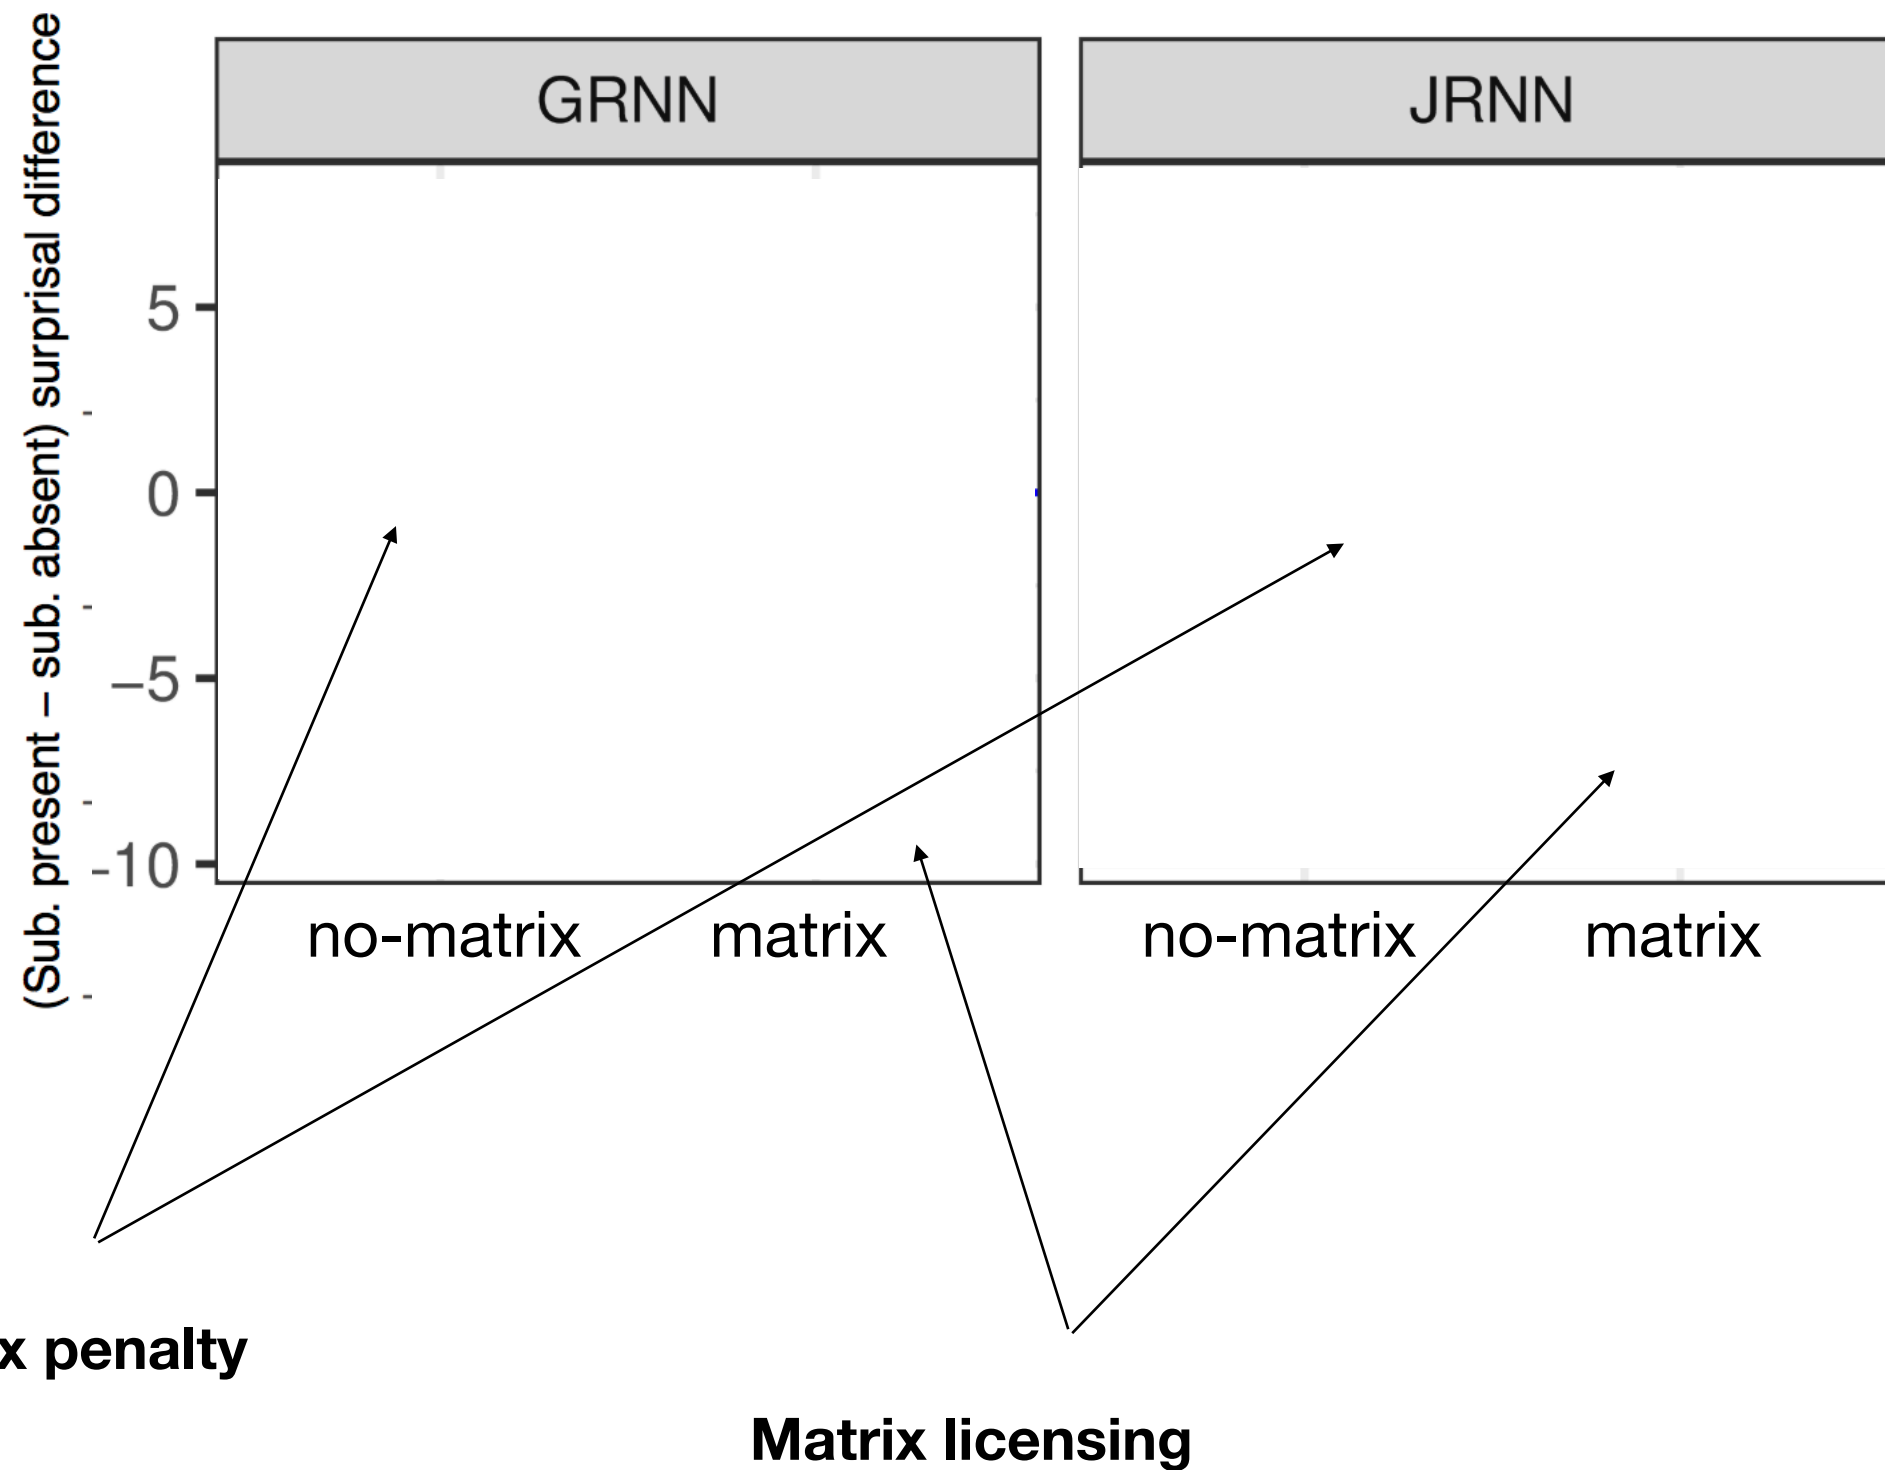 (Sub. present – sub. absent) surprisal difference
GRNN
JRNN
5
0
–5
-10
no-matrix
matrix
no-matrix
matrix
x penalty
Matrix licensing